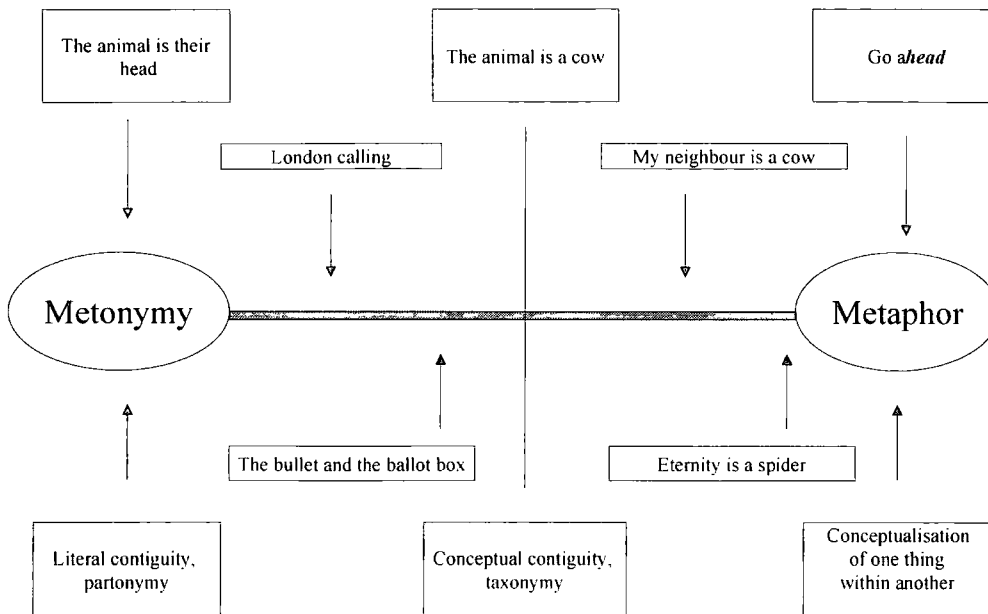 The animal is their
head
The animal is a cow
Go ahead
London calling
My neighbour is a cow
Metonymy
Metaphor
The bullet and the ballot box
Eternity is a spider
Literal contiguity,
partonymy
Conceptual contiguity,
taxonomy
Conceptualisation
of one thing
within another